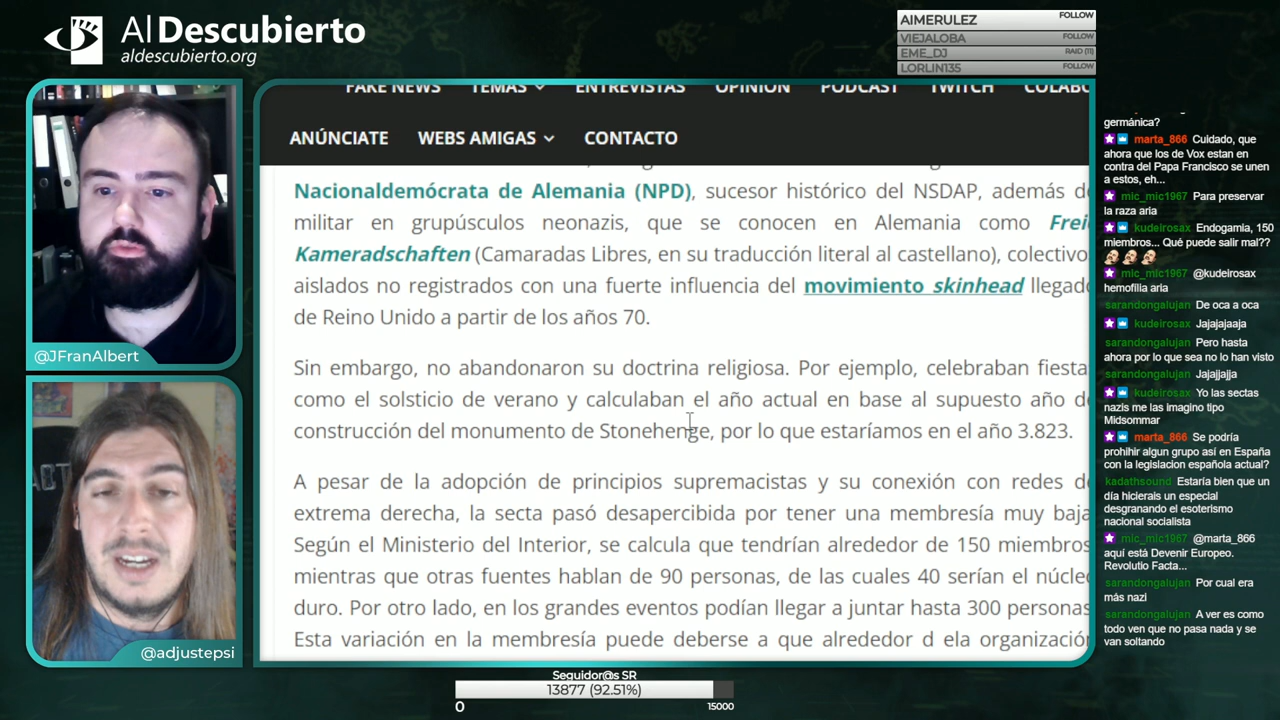 Al Descubierto
aldescubierto.org
AIMERULEZ FOLLOW
VIEJALOBA FOLLOW
EME_DJ RAID (11)
LORLIN135 FOLLOW
@JFranAlbert
@adjustepsi
FAKE NEWS TEMAS ENTREVISTAS OPINIÓN PODCAST TWITCH COLABO
ANÚNCIATE WEBS AMIGAS CONTACTO
Nacionaldemócrata de Alemania (NPD), sucesor histórico del NSDAP, además de
militar en grupúsculos neonazis, que se conocen en Alemania como Freie
Kameradschaften (Camaradas Libres, en su traducción literal al castellano), colectivo
aislados no registrados con una fuerte influencia del movimiento skinhead llegado
de Reino Unido a partir de los años 70.
Sin embargo, no abandonaron su doctrina religiosa. Por ejemplo, celebraban fiesta
como el solsticio de verano y calculaban el año actual en base al supuesto año de
construcción del monumento de Stonehenge, por lo que estaríamos en el año 3.823.
A pesar de la adopción de principios supremacistas y su conexión con redes de
extrema derecha, la secta pasó desapercibida por tener una membresía muy baja
Según el Ministerio del Interior, se calcula que tendrían alrededor de 150 miembros
mientras que otras fuentes hablan de 90 personas, de las cuales 40 serían el núcleo
duro. Por otro lado, en los grandes eventos podían llegar a juntar hasta 300 personas
Esta variación en la membresía puede deberse a que alrededor d ela organización
germánica?
marta_866 Cuidado, que
ahora que los de Vox estan en
contra del Papa Francisco se unen
a estos, eh...
mic_mic1967 Para preservar
la raza aria
kudeirosax Endogamia, 150
miembros... Qué puede salir mal??
mic_mic1967 @kudeirosax
hemofilia aria
sarandongalujan De oca a oca
kudeirosax Jajajajaaja
sarandongalujan Pero hasta
ahora por lo que sea no lo han visto
sarandongalujan Jajajjajja
kudeirosax Yo las sectas
nazis me las imagino tipo
Midsommar
marta_866 Se podría
prohihir algun grupo así en España
con la legislacion española actual?
kadathsound Estaría bien que un
día hicierais un especial
desgranando el esoterismo
nacional socialista
mic_mic1967 @marta_866
aquí está Devenir Europeo.
Revolutio Facta...
sarandongalujan Por cual era
más nazi
sarandongalujan A ver es como
todo ven que no pasa nada y se
van soltando
Seguidor@s SR
13877 (92.51%)
0 15000